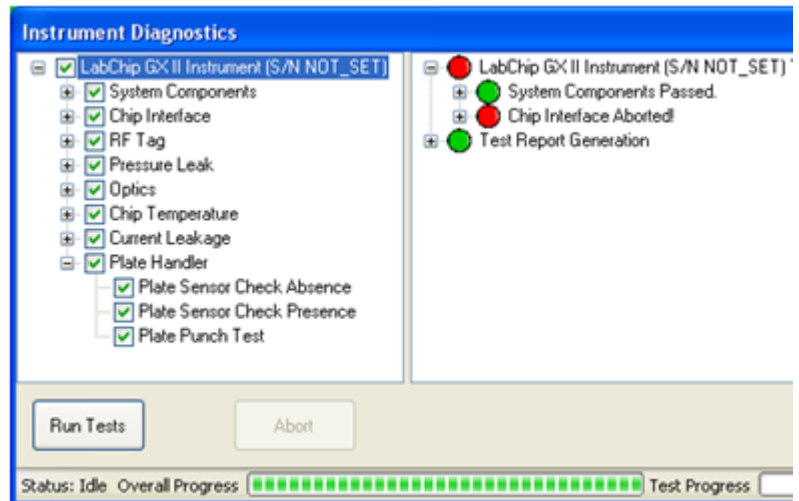 Instrument Diagnostics
LabChip GX II Instrument (S/N NOT_SET)
System Components
Chip Interface
RF Tag
Pressure Leak
Optics
Chip Temperature
Current Leakage
Plate Handler
Plate Sensor Check Absence
Plate Sensor Check Presence
Plate Punch Test
LabChip GX II Instrument (S/N NOT_SET)
System Components Passed.
Chip Interface Aborted!
Test Report Generation
Run Tests
Abort
Status: Idle Overall Progress Test Progress